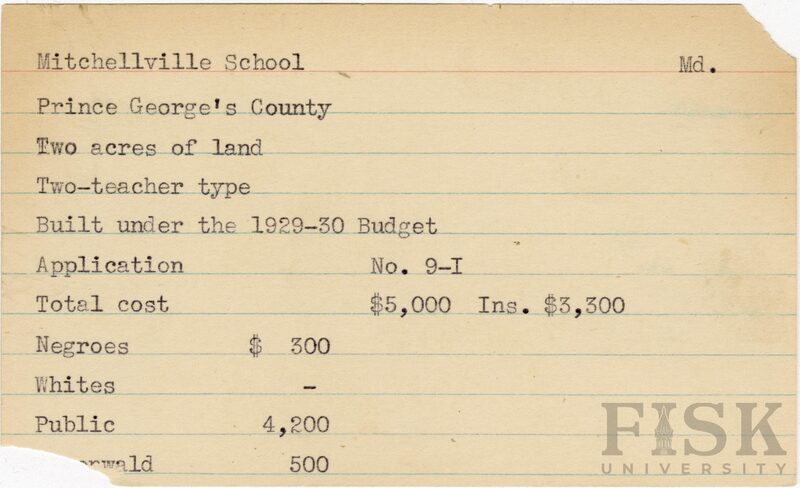 Mitchellville School Md.
Prince George's County
Two acres of land
Two-teacher type
Built under the 1929-30 Budget
Application No. 9-I
Total cost $5,000 Ins. $3,300
Negroes $ 300
Whites -
Public 4,200
500
FISK
UNIVERSITY